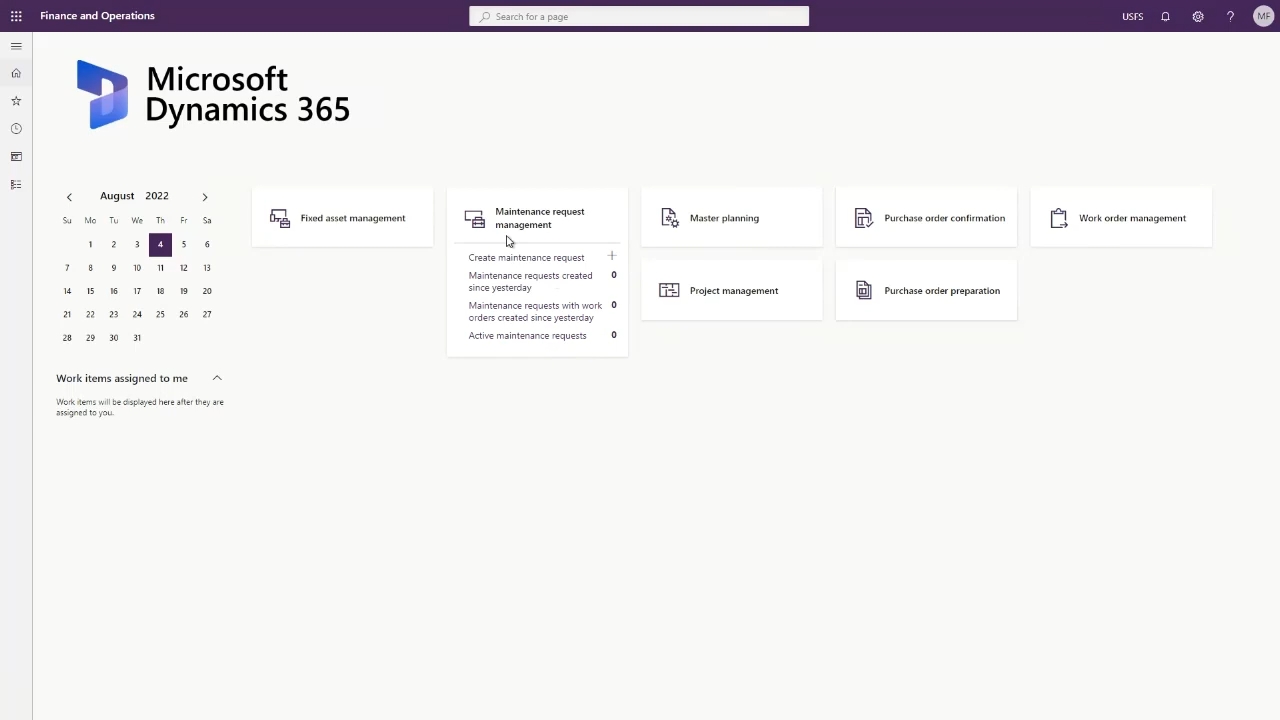 Finance and Operations
Search for a page
USFS
?
MF
Microsoft
Dynamics 365
August 2022
Su Mo Tu We Th Fr Sa
1 2 3 4 5 6
7 8 9 10 11 12 13
14 15 16 17 18 19 20
21 22 23 24 25 26 27
28 29 30 31
Work items assigned to me
Work items will be displayed here after they are
assigned to you.
Fixed asset management
Maintenance request
management
Create maintenance request
Maintenance requests created 0
since yesterday
Maintenance requests with work 0
orders created since yesterday
Active maintenance requests 0
Master planning
Project management
Purchase order confirmation
Purchase order preparation
Work order management